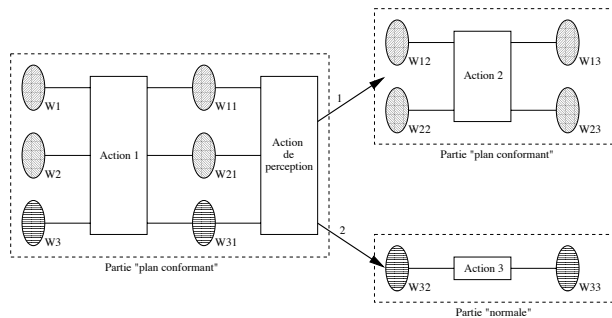 W1
W2
W3
Action 1
W11
W21
W31
Action
de
perception
Partie "plan conformant"
1
2
W12
W22
Action 2
W13
W23
Partie "plan conformant"
W32
Action 3
W33
Partie "normale"